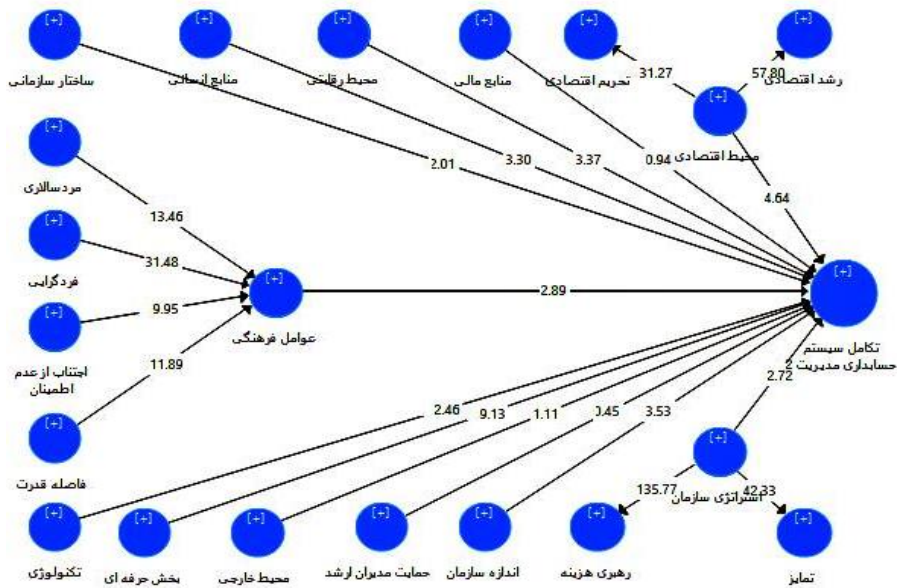 [+] [+] [+] [+] [+] [+]
ساختار سازمانی
منابع انسانی
محیط رقابتی
منابع مالی
تحریم اقتصادی
رشد اقتصادی
31.27
57.80
[+]
محیط اقتصادی
[+]
مردسالاری
2.01
3.30
3.37
0.94
4.64
13.46
[+]
فردگرایی
31.48
[+]
عوامل فرهنگی
2.89
[+]
تکامل سیستم
حسابداری مدیریت 2
[+]
اجتناب از عدم
اطمینان
9.95
11.89
2.72
[+]
فاصله قدرت
2.46
9.13
1.11
0.45
3.53
[+]
استراتژی سازمان
135.77
42.33
[+] [+] [+] [+] [+] [+] [+]
تکنولوژی
بخش حرفه ای
محیط خارجی
حمایت مدیران ارشد
اندازه سازمان
رهبری هزینه
تمایز